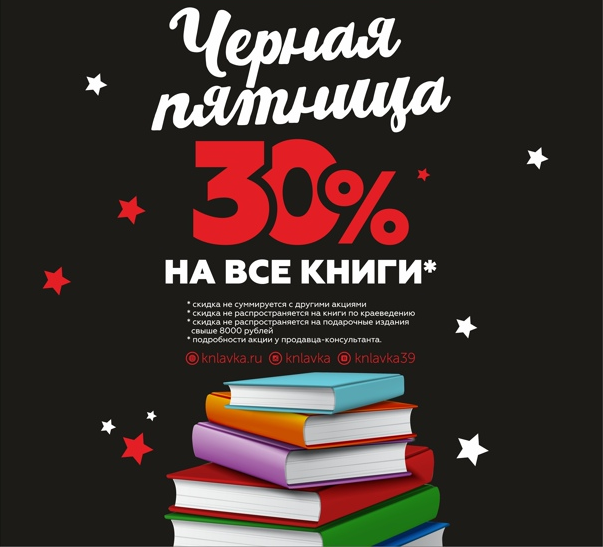 Черная
пятница
30%
НА ВСЕ КНИГИ*
* скидка не суммируется с другими акциями
* скидка не распространяется на книги по краеведению
* скидка не распространяется на подарочные издания
свыше 8000 рублей
* подробности акции у продавца-консультанта.
knlavka.ru knlavka knlavka39